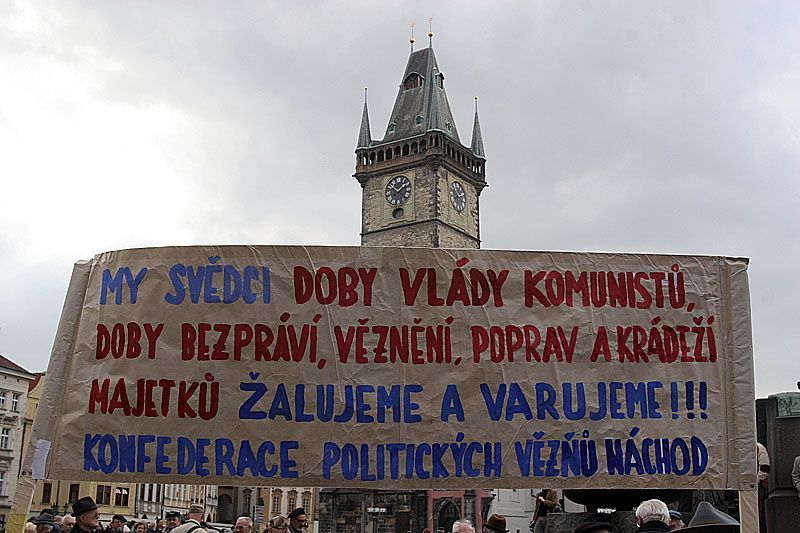 MY SVĚDCI DOBY VLÁDY KOMUNISTŮ,
DOBY BEZPRÁVÍ, VĚZNĚNÍ, POPRAV A KRÁDEŽÍ
MAJETKŮ ŽALUJEME A VARUJEME!!!
KONFEDERACE POLITICKÝCH VĚZŇŮ NÁCHOD